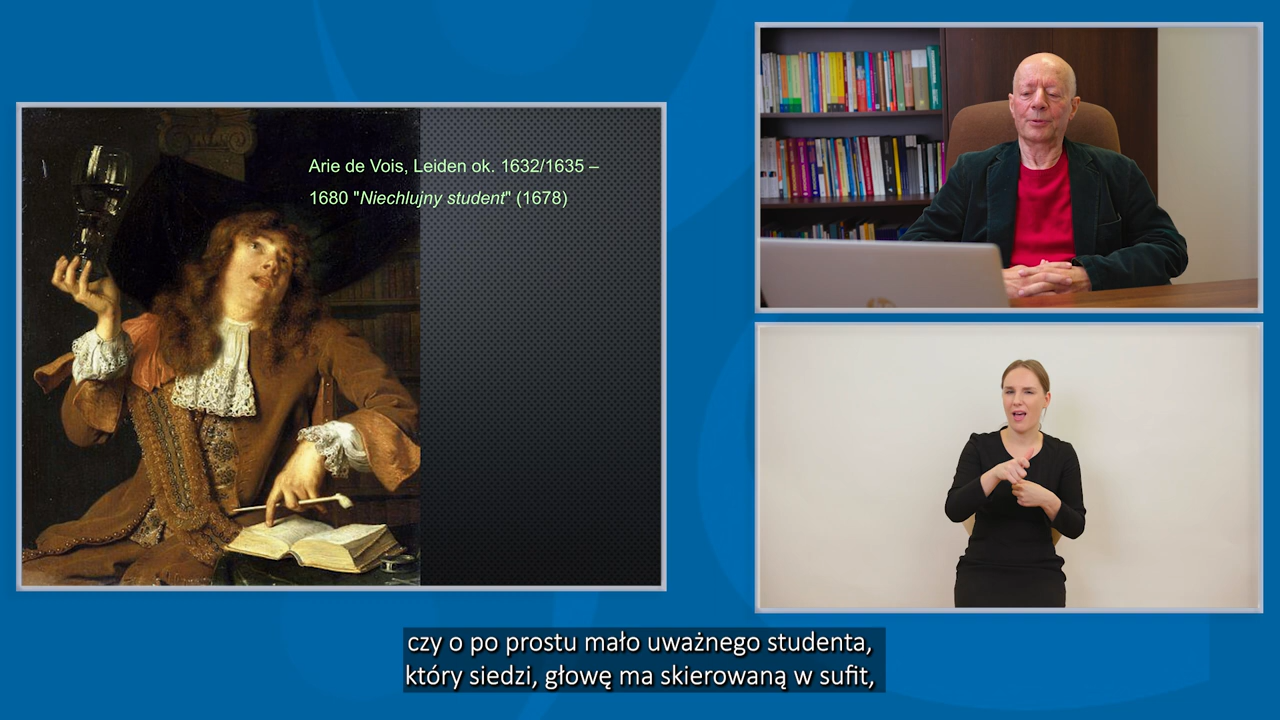 Arie de Vois, Leiden ok. 1632/1635 –
1680 "Niechlujny student" (1678)
czy o po prostu mało uważnego studenta,
który siedzi, głowę ma skierowaną w sufit,